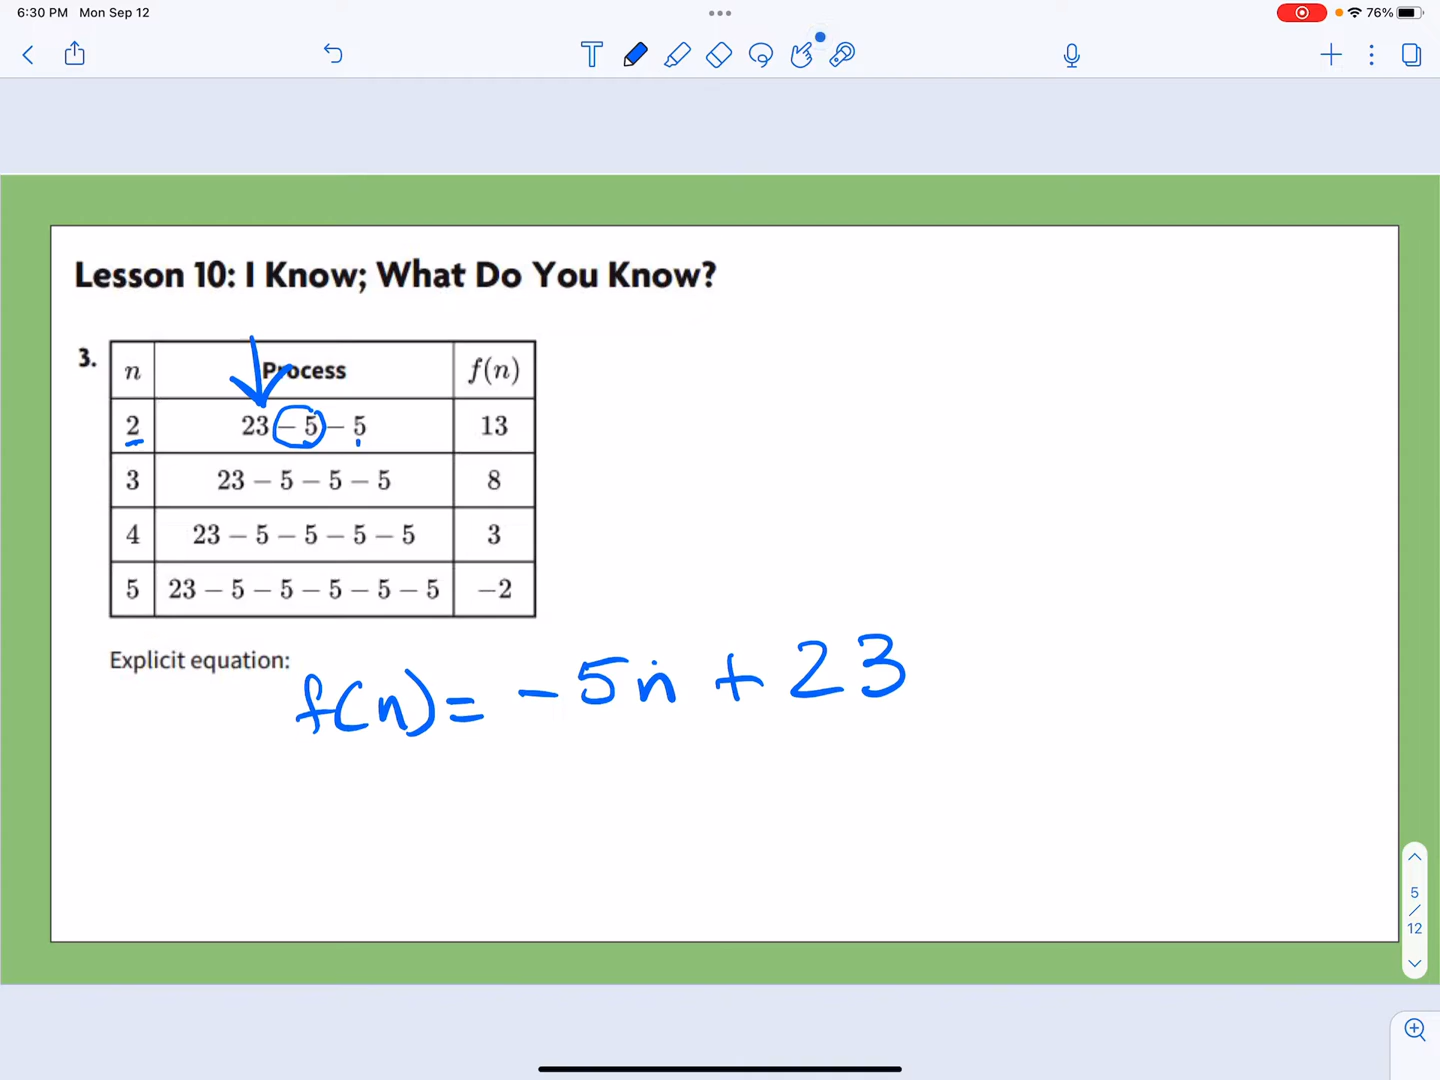 6:30 PM Mon Sep 12
76%
T
Lesson 10: I Know; What Do You Know?
3.
n Process f(n)
2 23 − 5 − 5 13
3 23 − 5 − 5 − 5 8
4 23 − 5 − 5 − 5 − 5 3
5 23 − 5 − 5 − 5 − 5 − 5 −2
Explicit equation: f(n) = −5n + 23
5
/
12